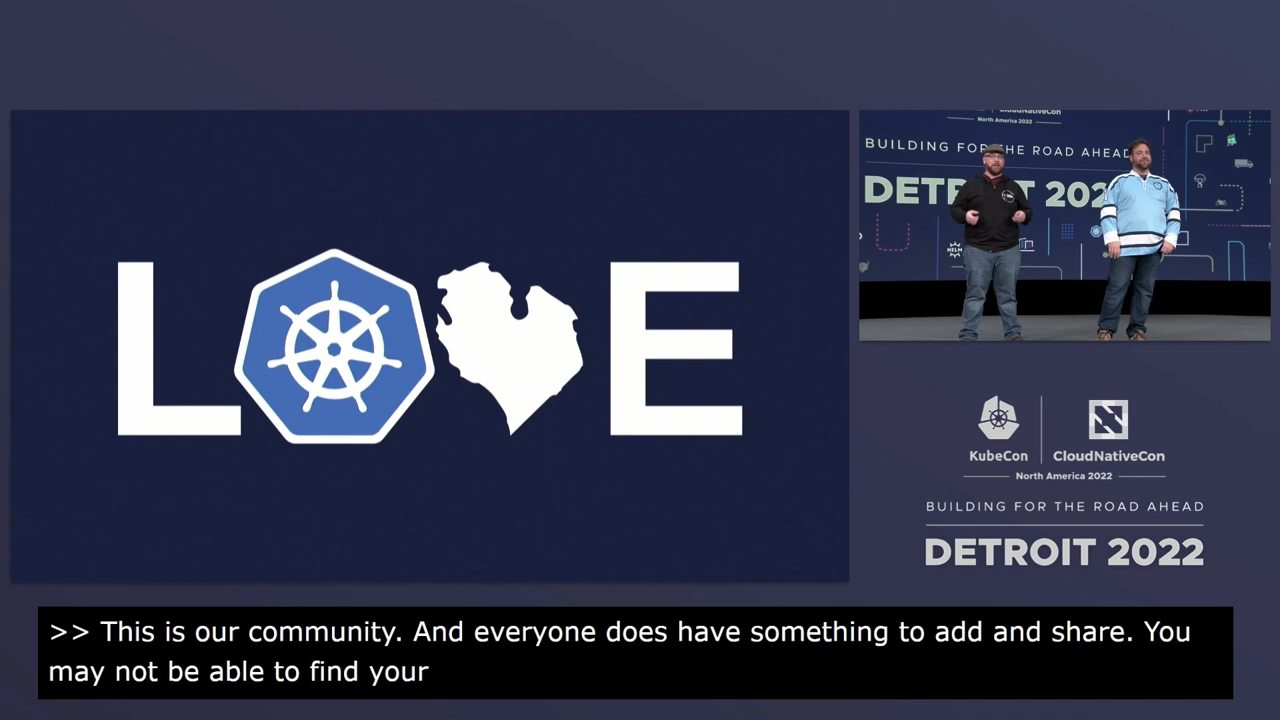 L E
CloudNativeCon
North America 2022
BUILDING FOR THE ROAD AHEAD
DETROIT 2022
HELM
KubeCon
CloudNativeCon
North America 2022
BUILDING FOR THE ROAD AHEAD
DETROIT 2022
>> This is our community. And everyone does have something to add and share. You
may not be able to find your